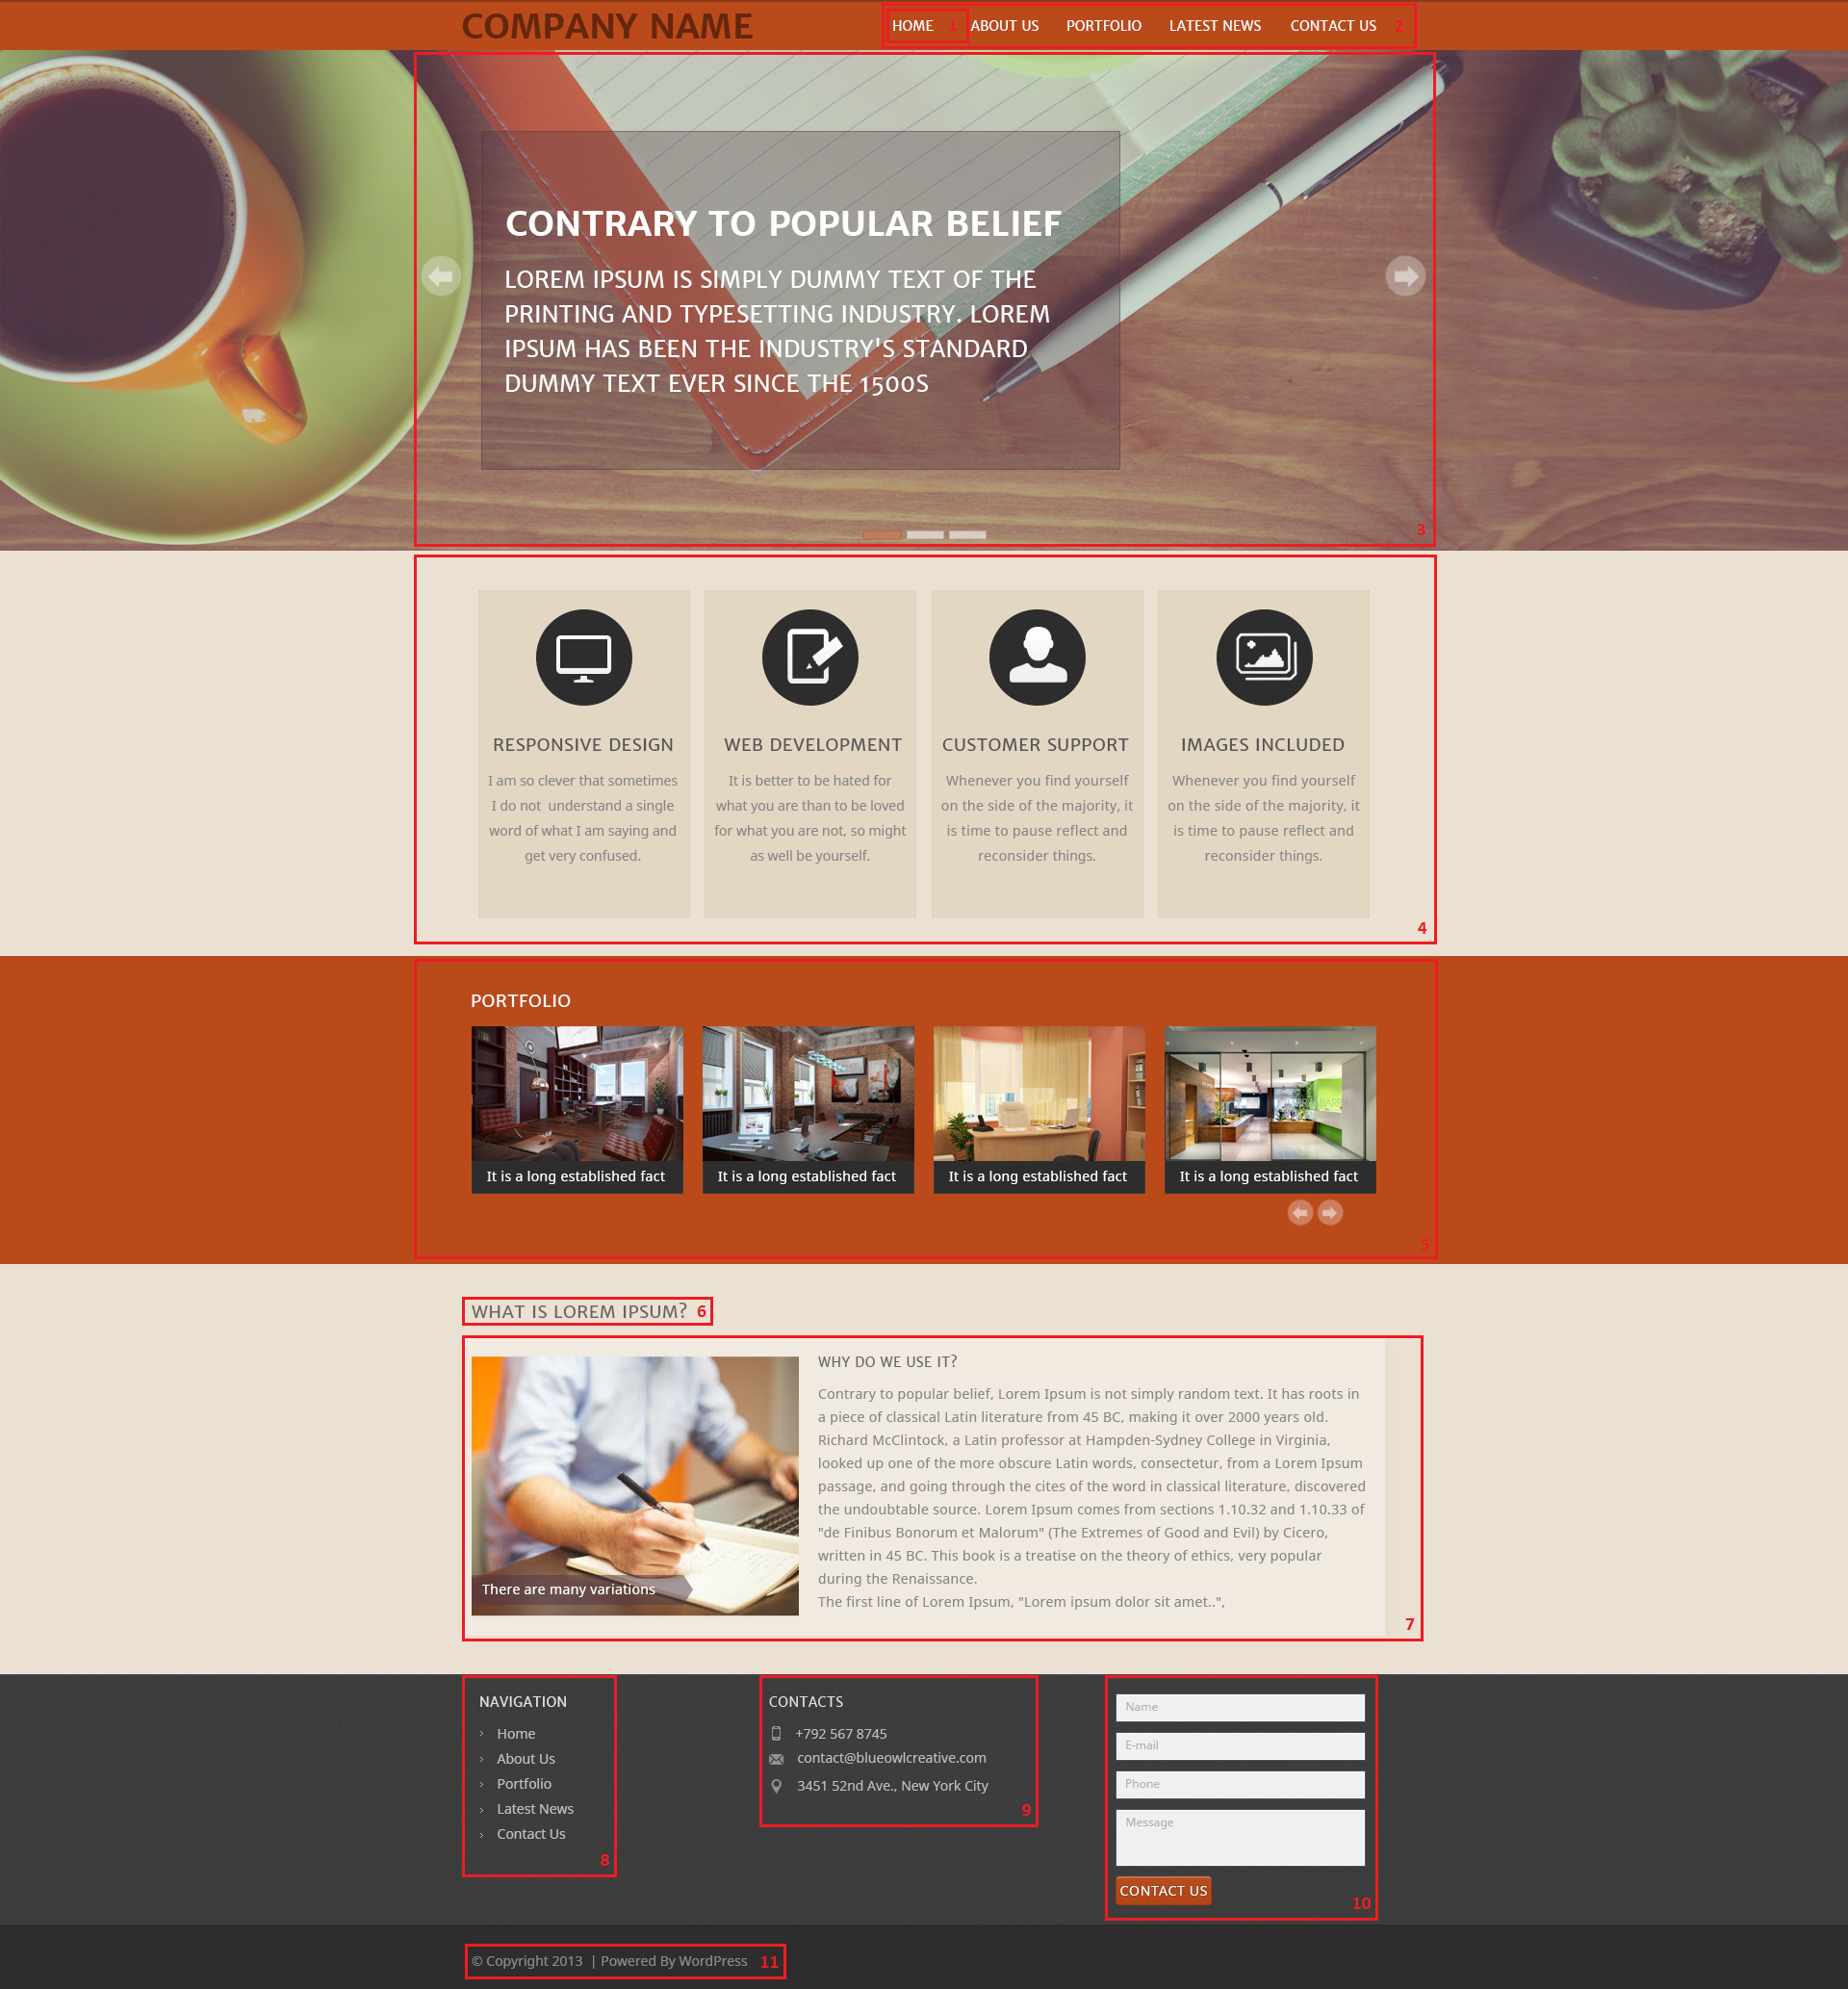 COMPANY NAME
HOME 1 ABOUT US PORTFOLIO LATEST NEWS CONTACT US 2
CONTRARY TO POPULAR BELIEF
LOREM IPSUM IS SIMPLY DUMMY TEXT OF THE
PRINTING AND TYPESETTING INDUSTRY. LOREM
IPSUM HAS BEEN THE INDUSTRY'S STANDARD
DUMMY TEXT EVER SINCE THE 1500S
3
RESPONSIVE DESIGN
I am so clever that sometimes
I do not understand a single
word of what I am saying and
get very confused.
WEB DEVELOPMENT
It is better to be hated for
what you are than to be loved
for what you are not, so might
as well be yourself.
CUSTOMER SUPPORT
Whenever you find yourself
on the side of the majority, it
is time to pause reflect and
reconsider things.
IMAGES INCLUDED
Whenever you find yourself
on the side of the majority, it
is time to pause reflect and
reconsider things.
4
PORTFOLIO
It is a long established fact
It is a long established fact
It is a long established fact
It is a long established fact
5
WHAT IS LOREM IPSUM? 6
There are many variations
WHY DO WE USE IT?
Contrary to popular belief, Lorem Ipsum is not simply random text. It has roots in
a piece of classical Latin literature from 45 BC, making it over 2000 years old.
Richard McClintock, a Latin professor at Hampden-Sydney College in Virginia,
looked up one of the more obscure Latin words, consectetur, from a Lorem Ipsum
passage, and going through the cites of the word in classical literature, discovered
the undoubtable source. Lorem Ipsum comes from sections 1.10.32 and 1.10.33 of
"de Finibus Bonorum et Malorum" (The Extremes of Good and Evil) by Cicero,
written in 45 BC. This book is a treatise on the theory of ethics, very popular
during the Renaissance.
The first line of Lorem Ipsum, "Lorem ipsum dolor sit amet..",
7
NAVIGATION
Home
About Us
Portfolio
Latest News
Contact Us
8
CONTACTS
+792 567 8745
contact@blueowlcreative.com
3451 52nd Ave., New York City
9
Name
E-mail
Phone
Message
CONTACT US
10
© Copyright 2013 | Powered By WordPress 11